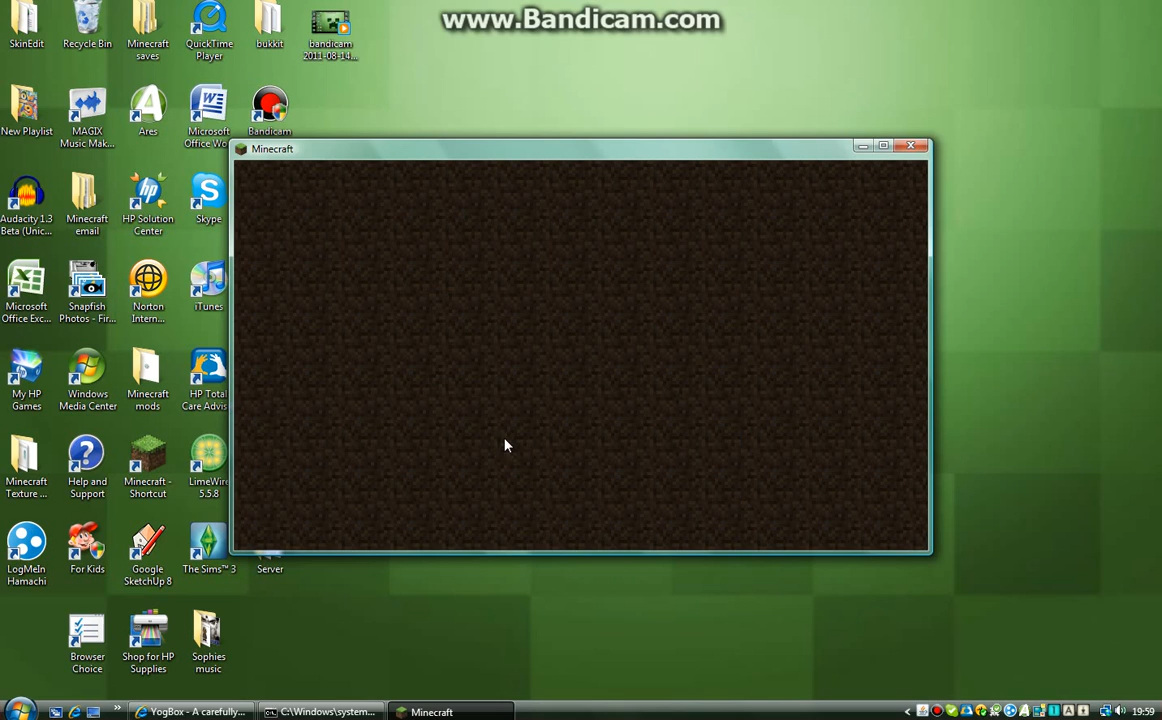 www.Bandicam.com
SkinEdit
Recycle Bin
Minecraft
saves
QuickTime
Player
bukkit
bandicam
2011-08-14...
New Playlist
MAGIX
Music Mak...
Ares
Microsoft
Office Wo
Bandicam
Minecraft
Audacity 1.3
Beta (Unic...
Minecraft
email
HP Solution
Center
Skype
Microsoft
Office Exc...
Snapfish
Photos - Fir...
Norton
Intern...
iTunes
My HP
Games
Windows
Media Center
Minecraft
mods
HP Total
Care Advis
Minecraft
Texture ...
Help and
Support
Minecraft -
Shortcut
LimeWire
5.5.8
LogMeIn
Hamachi
For Kids
Google
SketchUp 8
The Sims™ 3
Server
Browser
Choice
Shop for HP
Supplies
Sophies
music
YogBox - A carefully...
C:\Windows\system...
Minecraft
19:59